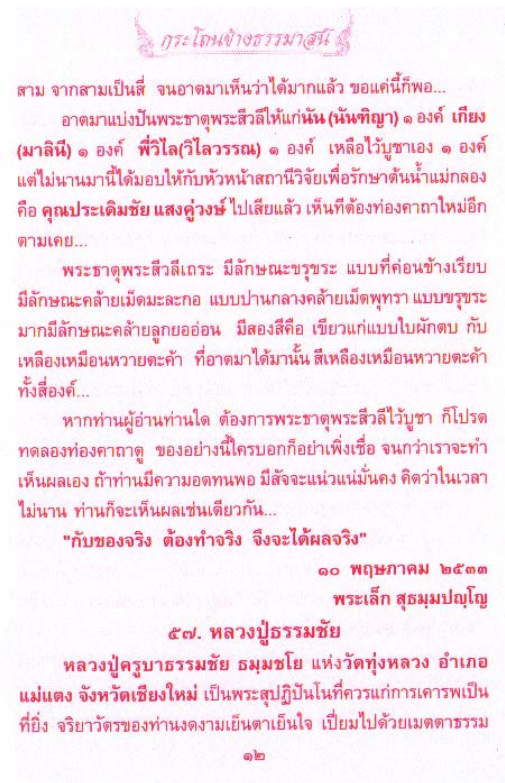 กระโถนข้างธรรมาสน์
สาม จากสามเป็นสี่ จนอาตมาเห็นว่าได้มากแล้ว ขอแค่นี้ก็พอ...
อาตมาแบ่งปันพระธาตุพระสีวลีให้แก่นัน (นันฑิญา) ๑ องค์ เกียง
(มาลินี) ๑ องค์ พี่วิไล(วิไลวรรณ) ๑ องค์ เหลือไว้บูชาเอง ๑ องค์
แต่ไม่นานมานี้ได้มอบให้กับหัวหน้าสถานีวิจัยเพื่อรักษาต้นน้ำแม่กลอง
คือ คุณประเดิมชัย แสงคู่วงษ์ ไปเสียแล้ว เห็นทีต้องท่องคาถาใหม่อีก
ตามเคย...
พระธาตุพระสีวลีเถระ มีลักษณะขรุขระ แบบที่ค่อนข้างเรียบ
มีลักษณะคล้ายเม็ดมะละกอ แบบปานกลางคล้ายเม็ดพุทรา แบบขรุขระ
มากมีลักษณะคล้ายลูกยออ่อน มีสองสีคือ เขียวแก่แบบใบผักตบ กับ
เหลืองเหมือนหวายตะค้า ที่อาตมาได้มานั้น สีเหลืองเหมือนหวายตะค้า
ทั้งสี่องค์...
หากท่านผู้อ่านท่านใด ต้องการพระธาตุพระสีวลีไว้บูชา ก็โปรด
ทดลองท่องคาถาดู ของอย่างนี้ใครบอกก็อย่าเพิ่งเชื่อ จนกว่าเราจะทำ
เห็นผลเอง ถ้าท่านมีความอดทนพอ มีสัจจะแน่วแน่มั่นคง คิดว่าในเวลา
ไม่นาน ท่านก็จะเห็นผลเช่นเดียวกัน...
"กับของจริง ต้องทำจริง จึงจะได้ผลจริง"
๑๐ พฤษภาคม ๒๕๓๓
พระเล็ก สุธมฺมปญฺโญ
๕๗. หลวงปู่ธรรมชัย
หลวงปู่ครูบาธรรมชัย ธมฺมชโย แห่งวัดทุ่งหลวง อำเภอ
แม่แตง จังหวัดเชียงใหม่ เป็นพระสุปฏิปันโนที่ควรแก่การเคารพเป็น
ที่ยิ่ง จริยาวัตรของท่านงดงามเย็นตาเย็นใจ เปี่ยมไปด้วยเมตตาธรรม
๑๒